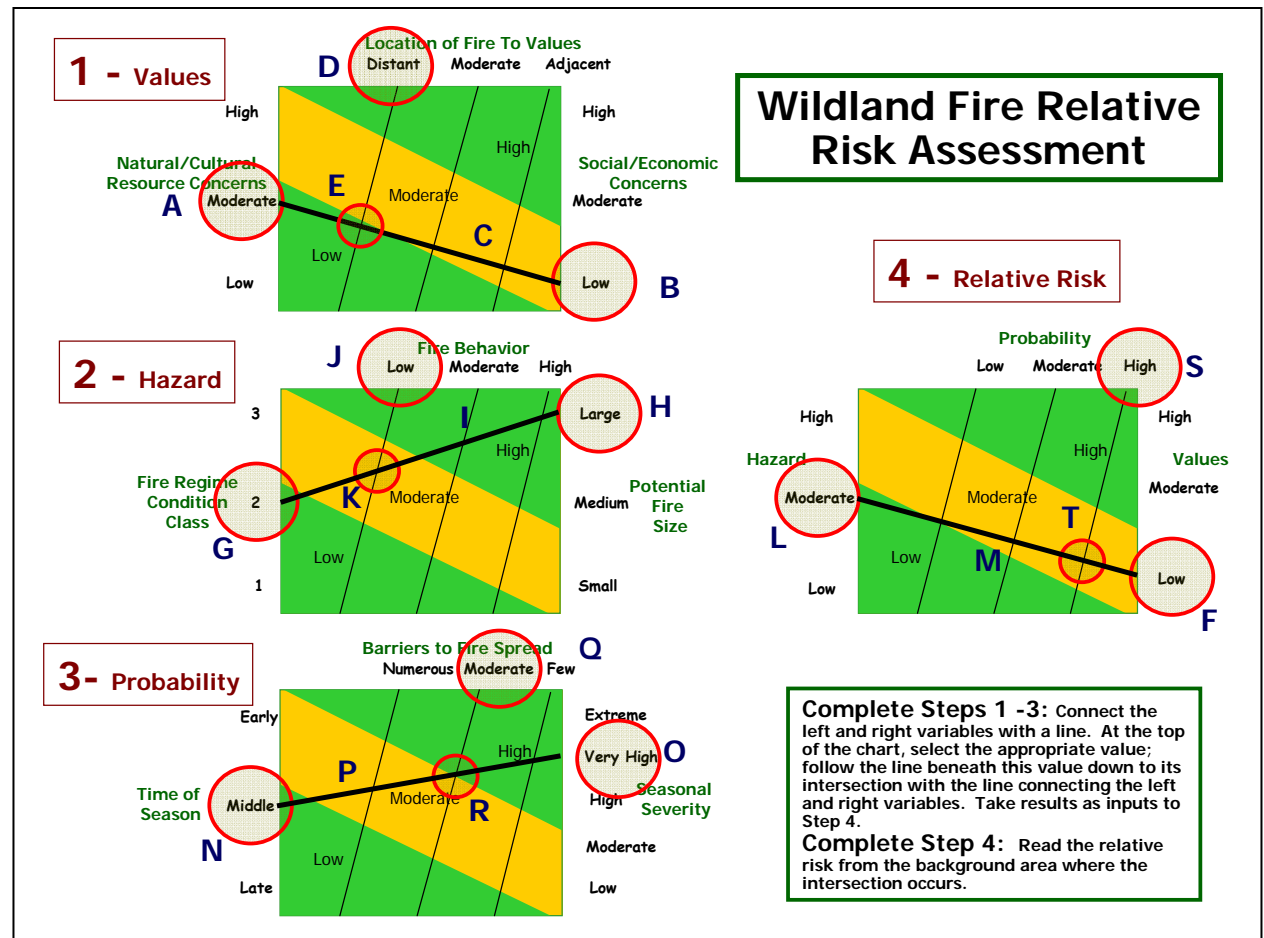 Wildland Fire Relative
Risk Assessment
1 - Values
Location of Fire To Values
D
Distant Moderate Adjacent
High
High
High
Natural/Cultural
Resource Concerns
Social/Economic
Concerns
E
Moderate
A
Moderate
Moderate
C
Low
Low
Low
B
2 - Hazard
J
Fire Behavior
Low Moderate High
3
I
Large
H
High
Fire Regime
Condition
Class
2
K
Moderate
Medium
Potential
Fire
Size
G
Low
1
Small
3- Probability
Barriers to Fire Spread
Q
Numerous Moderate Few
Early
Extreme
High
Very High
O
P
Time of
Season
Middle
Moderate
R
High
Seasonal
Severity
N
Low
Moderate
Late
Low
4 - Relative Risk
Probability
Low Moderate High
S
High
High
High
Hazard
Values
Moderate
Moderate
Moderate
L
T
Low
M
Low
Low
F
Complete Steps 1 -3: Connect the
left and right variables with a line. At the top
of the chart, select the appropriate value;
follow the line beneath this value down to its
intersection with the line connecting the left
and right variables. Take results as inputs to
Step 4.
Complete Step 4: Read the relative
risk from the background area where the
intersection occurs.